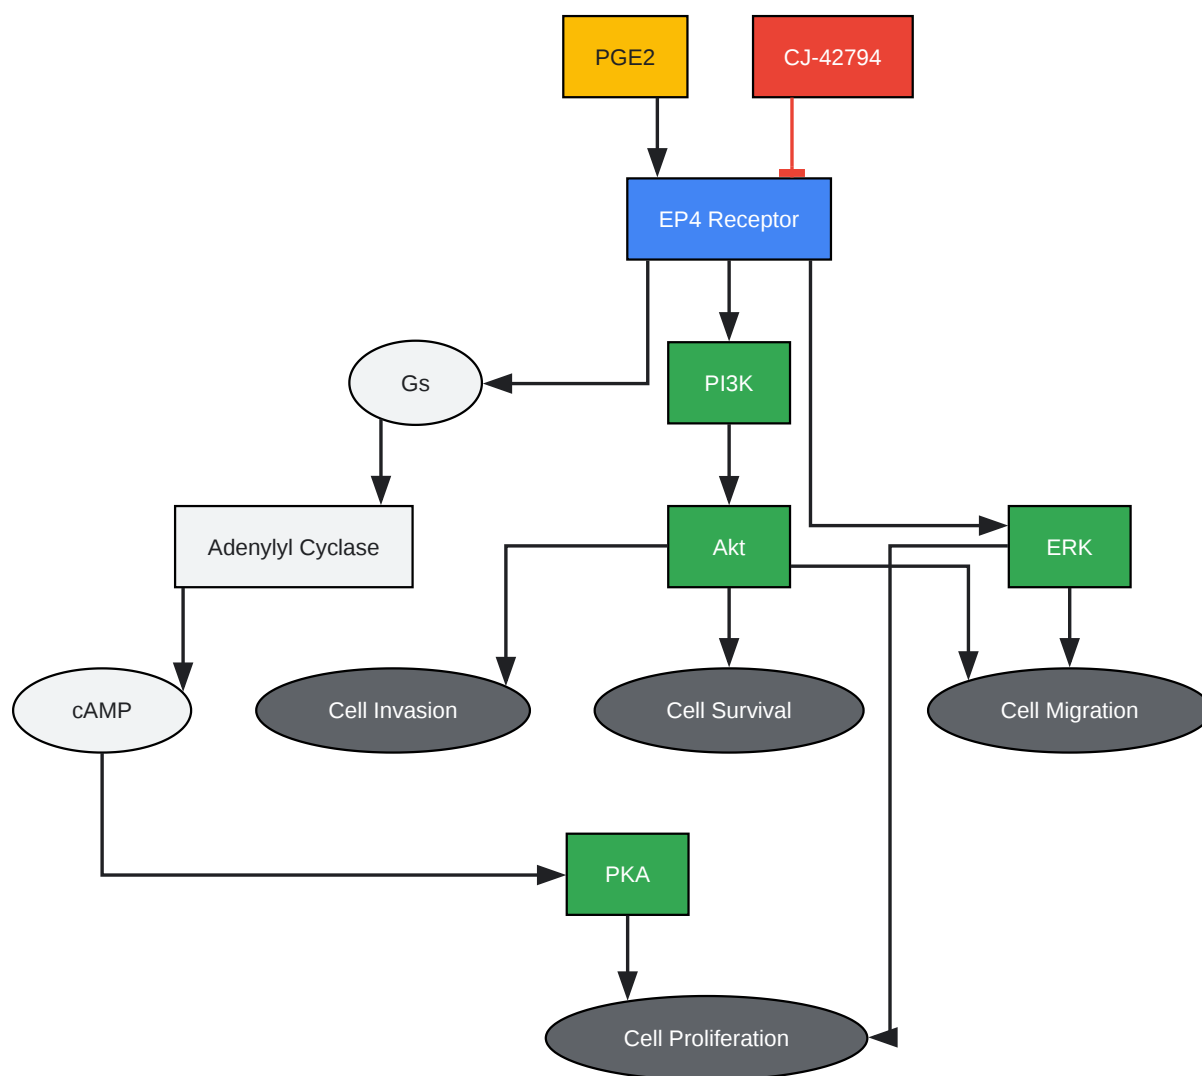 PGE2
CJ-42794
EP4 Receptor
Gs
PI3K
Adenylyl Cyclase
Akt
ERK
cAMP
Cell Invasion
Cell Survival
Cell Migration
PKA
Cell Proliferation